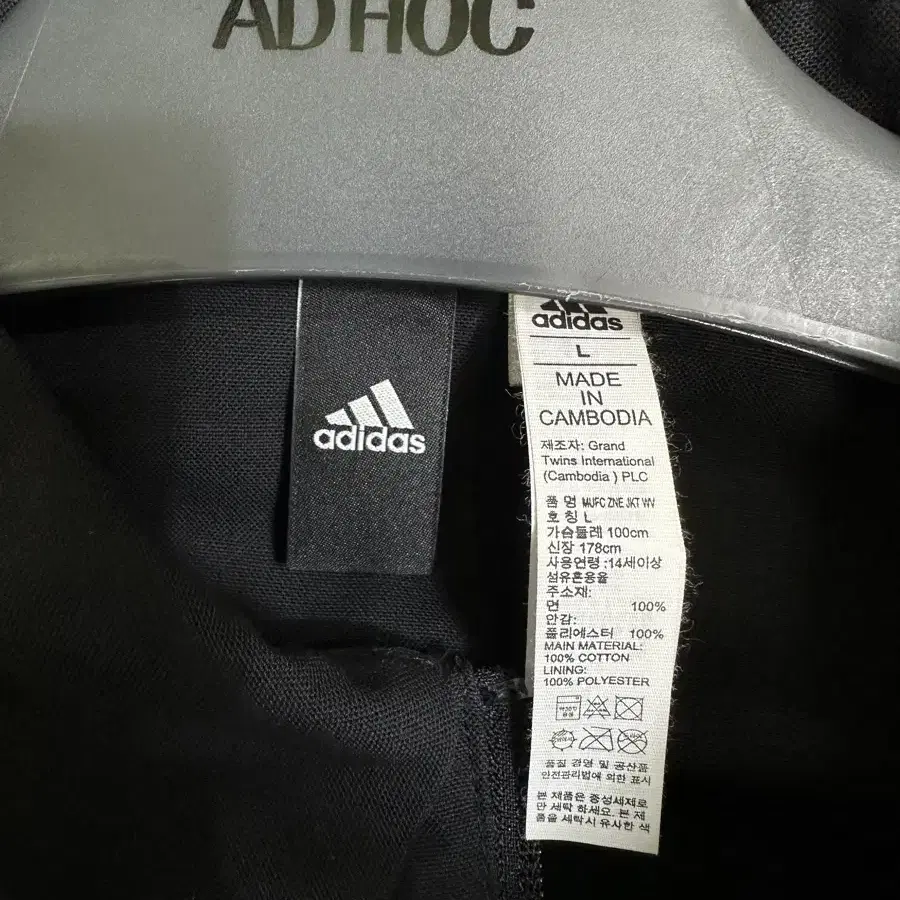 AD HOC
adidas
adidas
L
MADE
IN
CAMBODIA
제조자: Grand
Twins International
(Cambodia ) PLC
품 명 MUFC ZNE JKT WV
호 칭 L
가슴둘레 100cm
신장 178cm
사용연령 :14세이상
섬유혼용율
주소재:
면 100%
안감:
폴리에스터 100%
MAIN MATERIAL:
100% COTTON
LINING:
100% POLYESTER
품질 경영 및 공산품
안전관리법에 의한 표시
본 제품은 중성세제로
만 세탁 하세요. 본 제
품을 세탁시 유사한 색